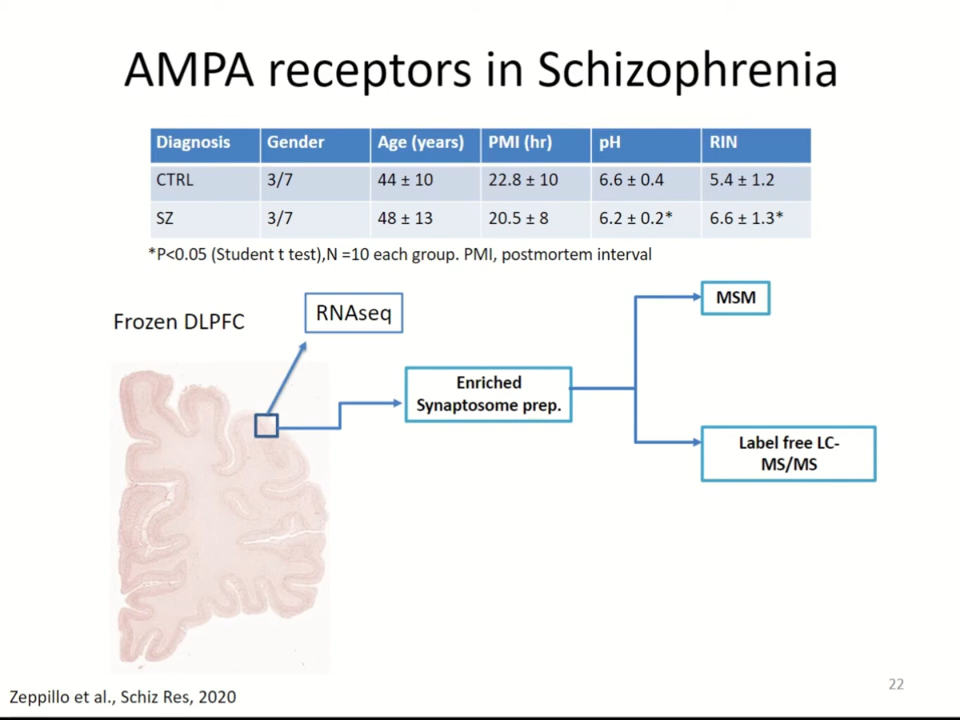 AMPA receptors in Schizophrenia
Diagnosis Gender Age (years) PMI (hr) pH RIN
CTRL 3/7 44 ± 10 22.8 ± 10 6.6 ± 0.4 5.4 ± 1.2
SZ 3/7 48 ± 13 20.5 ± 8 6.2 ± 0.2* 6.6 ± 1.3*
*P<0.05 (Student t test),N =10 each group. PMI, postmortem interval
Frozen DLPFC
RNAseq
MSM
Enriched
Synaptosome prep.
Label free LC-
MS/MS
Zeppillo et al., Schiz Res, 2020
22